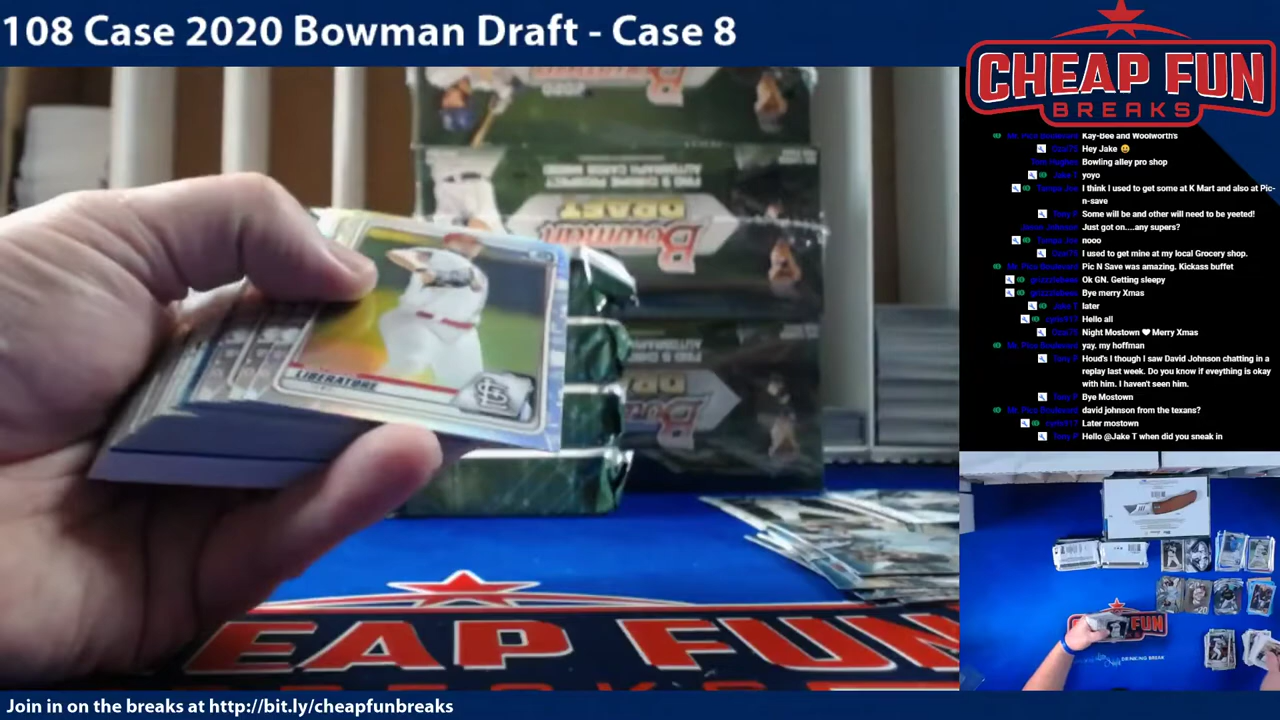 108 Case 2020 Bowman Draft - Case 8
CHEAP FUN
BREAKS
Kay-Bee and Woolworth's
Hey Jake
Bowling alley pro shop
yoyo
I think I used to get some at K Mart and also at Pic-
n-save
Some will be and other will need to be yeeted!
Just got on....any supers?
nooo
I used to get mine at my local Grocery shop.
Pic N Save was amazing. Kickass buffet
Ok GN. Getting sleepy
Bye merry Xmas
later
Hello all
Night Mostown ❤ Merry Xmas
yay. my hoffman
Houd's I though I saw David Johnson chatting in a
replay last week. Do you know if eveything is okay
with him. I haven't seen him.
Bye Mostown
david johnson from the texans?
Later mostown
Hello @Jake T when did you sneak in
2020
Bowman
DRAFT
Bowman
LIBERATORE
EAP FUN
FUN
Join in on the breaks at http://bit.ly/cheapfunbreaks